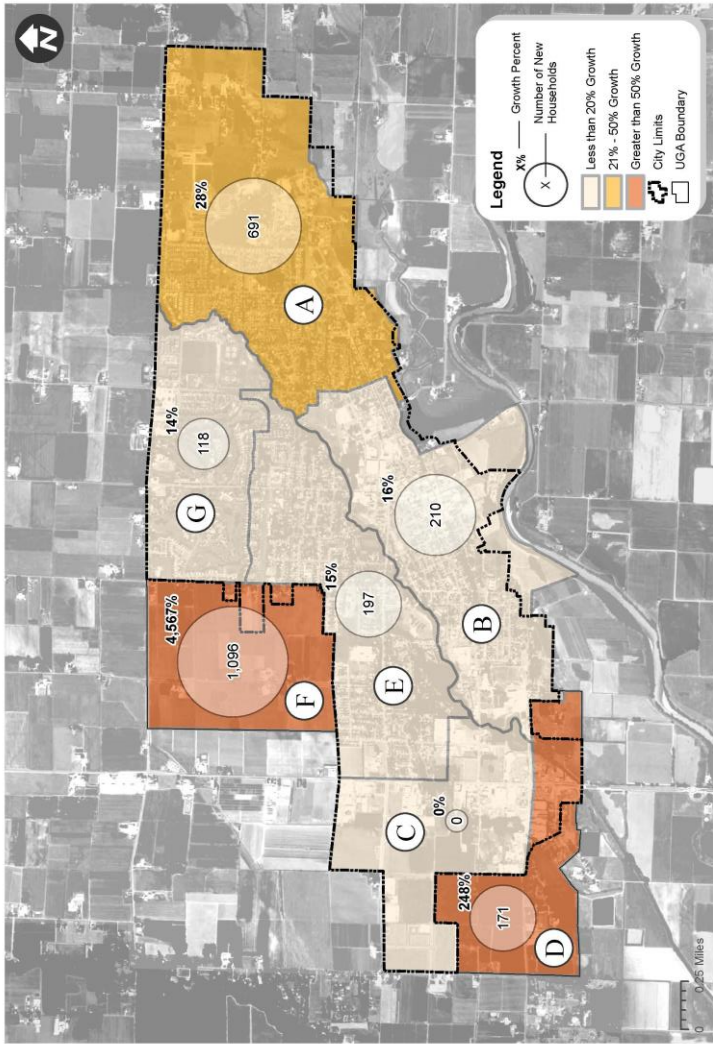 N
28%
691
A
14%
118
G
16%
210
B
4,567%
1,096
F
15%
197
E
0%
0
C
248%
171
D
0 0.25 Miles
Legend
X% Growth Percent
X Number of New
Households
Less than 20% Growth
21% - 50% Growth
Greater than 50% Growth
City Limits
UGA Boundary